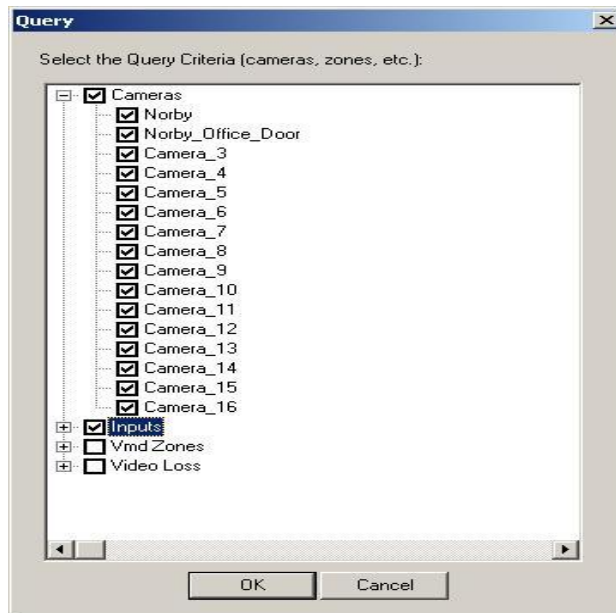 Query
Select the Query Criteria (cameras, zones, etc.):
Cameras
Norby
Norby_Office_Door
Camera_3
Camera_4
Camera_5
Camera_6
Camera_7
Camera_8
Camera_9
Camera_10
Camera_11
Camera_12
Camera_13
Camera_14
Camera_15
Camera_16
Inputs
Vmd Zones
Video Loss
OK Cancel